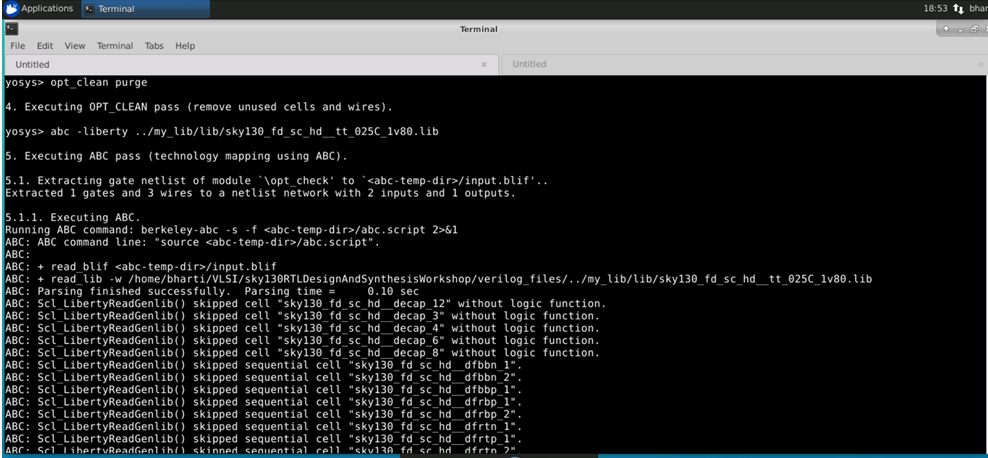 Applications Terminal 18:53 bhar
Terminal
File Edit View Terminal Tabs Help
Untitled × Untitled ×
yosys> opt_clean purge
4. Executing OPT_CLEAN pass (remove unused cells and wires).
yosys> abc -liberty ../my_lib/lib/sky130_fd_sc_hd__tt_025C_1v80.lib
5. Executing ABC pass (technology mapping using ABC).
5.1. Extracting gate netlist of module `\opt_check' to `<abc-temp-dir>/input.blif'..
Extracted 1 gates and 3 wires to a netlist network with 2 inputs and 1 outputs.
5.1.1. Executing ABC.
Running ABC command: berkeley-abc -s -f <abc-temp-dir>/abc.script 2>&1
ABC: ABC command line: "source <abc-temp-dir>/abc.script".
ABC:
ABC: + read_blif <abc-temp-dir>/input.blif
ABC: + read_lib -w /home/bharti/VLSI/sky130RTLDesignAndSynthesisWorkshop/verilog_files/../my_lib/lib/sky130_fd_sc_hd__tt_025C_1v80.lib
ABC: Parsing finished successfully.  Parsing time =     0.10 sec
ABC: Scl_LibertyReadGenlib() skipped cell "sky130_fd_sc_hd__decap_12" without logic function.
ABC: Scl_LibertyReadGenlib() skipped cell "sky130_fd_sc_hd__decap_3" without logic function.
ABC: Scl_LibertyReadGenlib() skipped cell "sky130_fd_sc_hd__decap_4" without logic function.
ABC: Scl_LibertyReadGenlib() skipped cell "sky130_fd_sc_hd__decap_6" without logic function.
ABC: Scl_LibertyReadGenlib() skipped cell "sky130_fd_sc_hd__decap_8" without logic function.
ABC: Scl_LibertyReadGenlib() skipped sequential cell "sky130_fd_sc_hd__dfbbn_1".
ABC: Scl_LibertyReadGenlib() skipped sequential cell "sky130_fd_sc_hd__dfbbn_2".
ABC: Scl_LibertyReadGenlib() skipped sequential cell "sky130_fd_sc_hd__dfbbp_1".
ABC: Scl_LibertyReadGenlib() skipped sequential cell "sky130_fd_sc_hd__dfrbp_1".
ABC: Scl_LibertyReadGenlib() skipped sequential cell "sky130_fd_sc_hd__dfrbp_2".
ABC: Scl_LibertyReadGenlib() skipped sequential cell "sky130_fd_sc_hd__dfrtn_1".
ABC: Scl_LibertyReadGenlib() skipped sequential cell "sky130_fd_sc_hd__dfrtp_1".
ABC: Scl_LibertyReadGenlib() skipped sequential cell "sky130_fd_sc_hd__dfrtp_2".